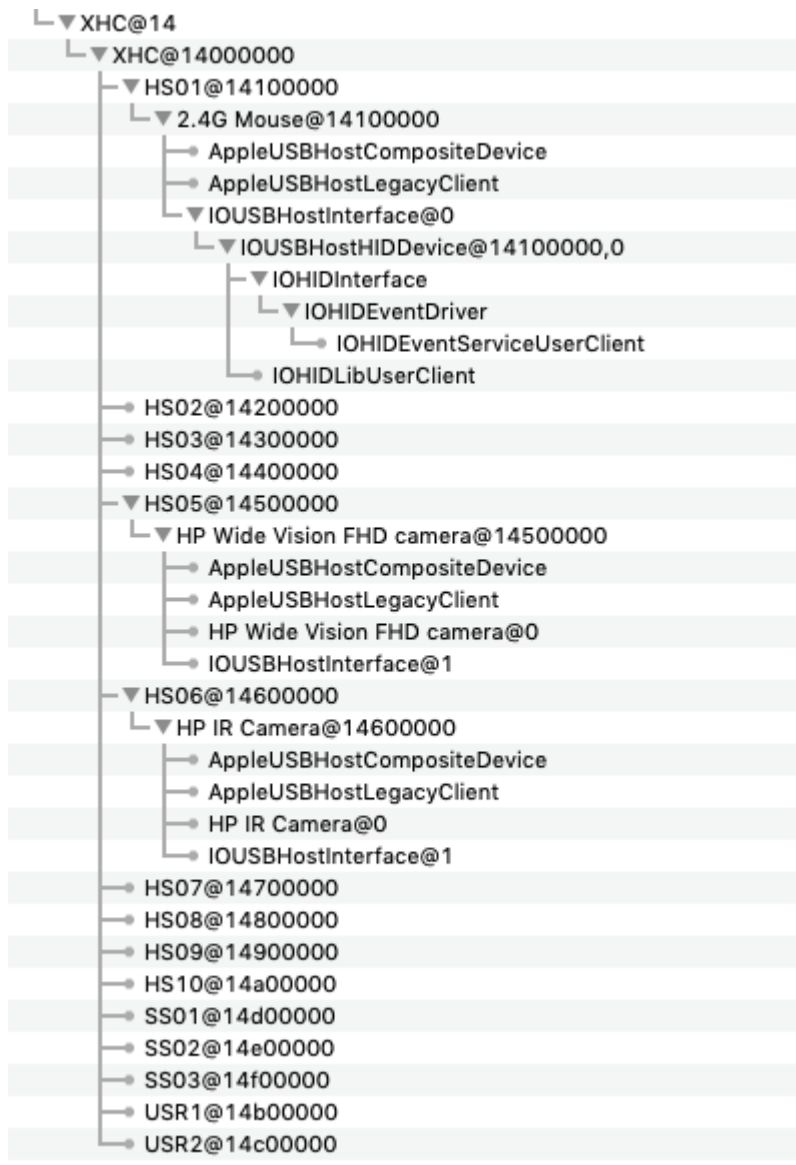 XHC@14
XHC@14000000
HS01@14100000
2.4G Mouse@14100000
AppleUSBHostCompositeDevice
AppleUSBHostLegacyClient
IOUSBHostInterface@0
IOUSBHostHIDDevice@14100000,0
IOHIDInterface
IOHIDEventDriver
IOHIDEventServiceUserClient
IOHIDLibUserClient
HS02@14200000
HS03@14300000
HS04@14400000
HS05@14500000
HP Wide Vision FHD camera@14500000
AppleUSBHostCompositeDevice
AppleUSBHostLegacyClient
HP Wide Vision FHD camera@0
IOUSBHostInterface@1
HS06@14600000
HP IR Camera@14600000
AppleUSBHostCompositeDevice
AppleUSBHostLegacyClient
HP IR Camera@0
IOUSBHostInterface@1
HS07@14700000
HS08@14800000
HS09@14900000
HS10@14a00000
SS01@14d00000
SS02@14e00000
SS03@14f00000
USR1@14b00000
USR2@14c00000